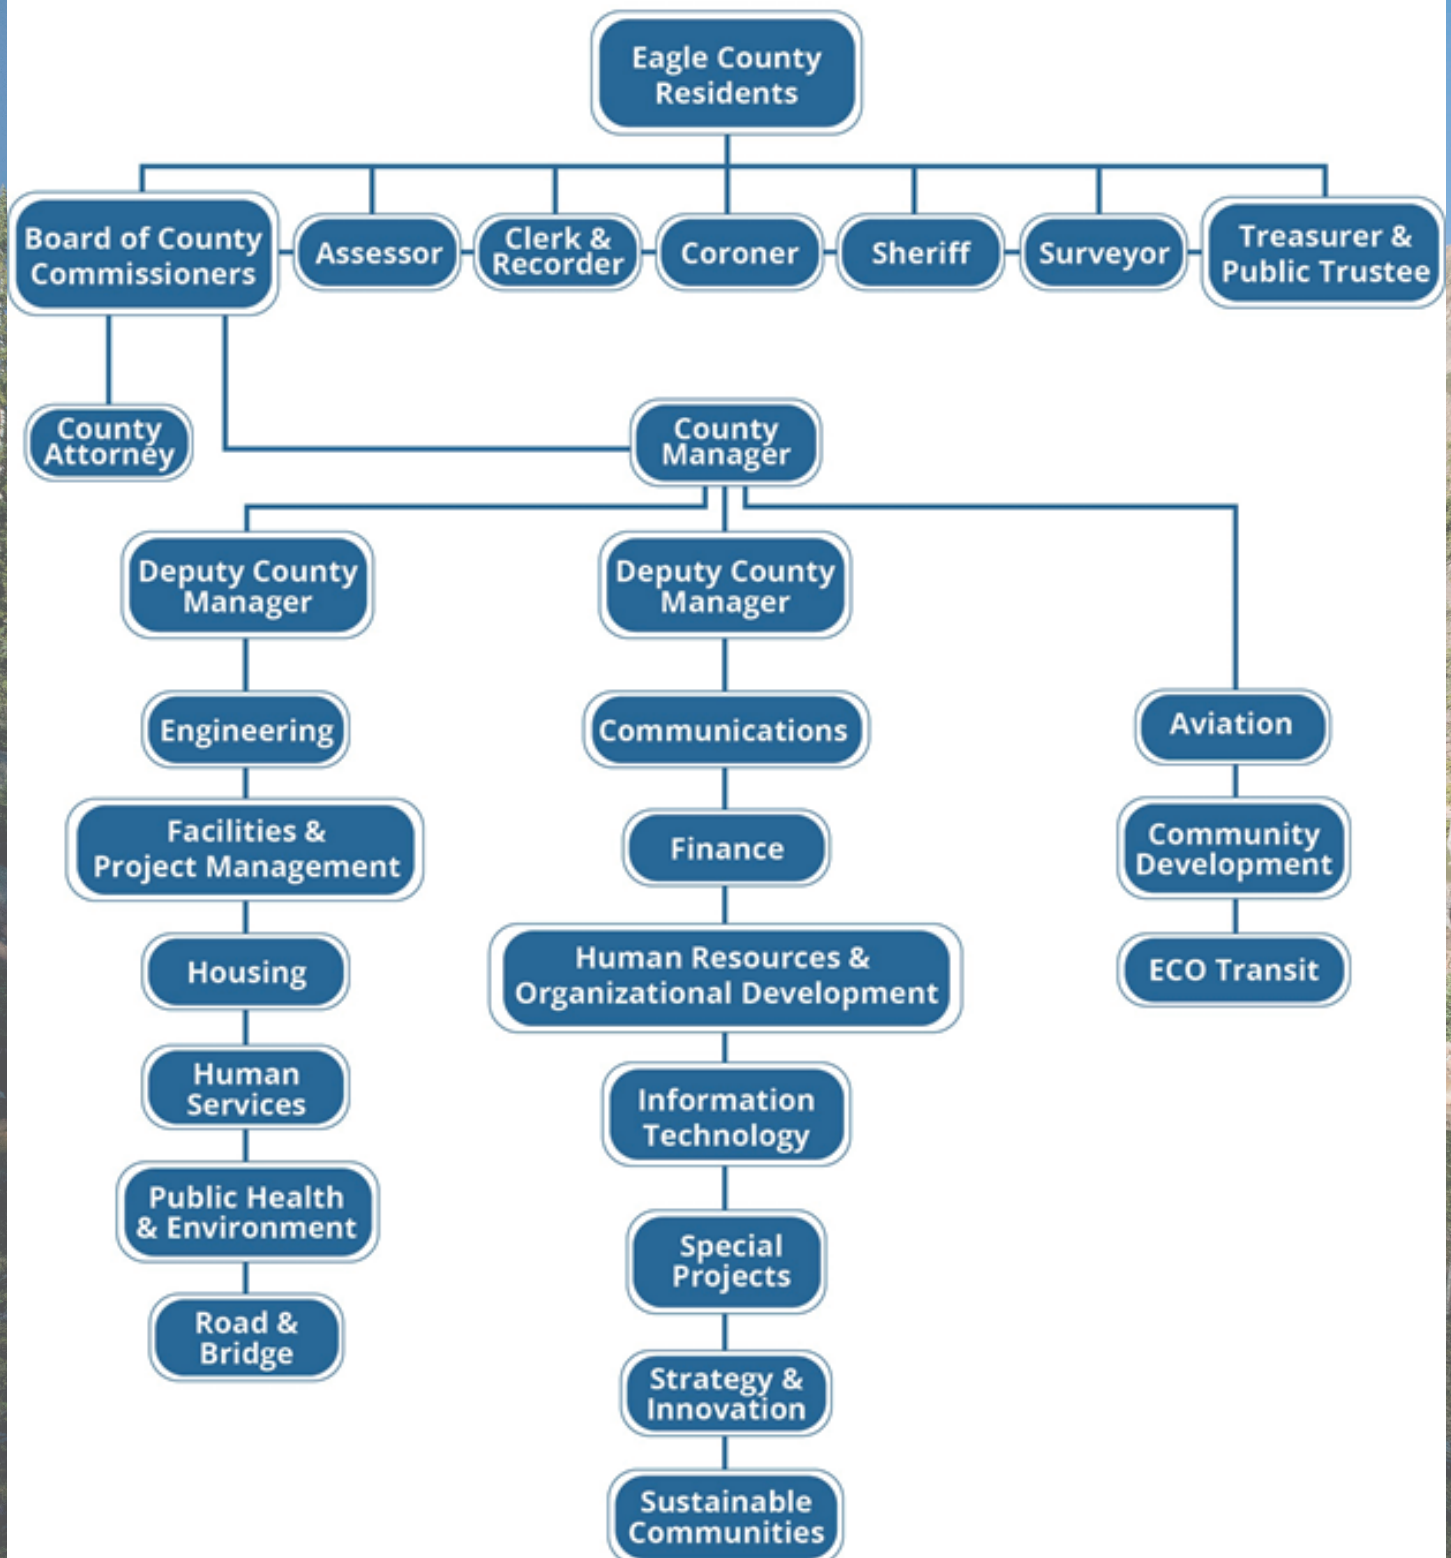 Eagle County
Residents
Board of County
Commissioners
Assessor
Clerk &
Recorder
Coroner
Sheriff
Surveyor
Treasurer &
Public Trustee
County
Attorney
County
Manager
Deputy County
Manager
Deputy County
Manager
Engineering
Facilities &
Project Management
Housing
Human
Services
Public Health
& Environment
Road &
Bridge
Communications
Finance
Human Resources &
Organizational Development
Information
Technology
Special
Projects
Strategy &
Innovation
Sustainable
Communities
Aviation
Community
Development
ECO Transit